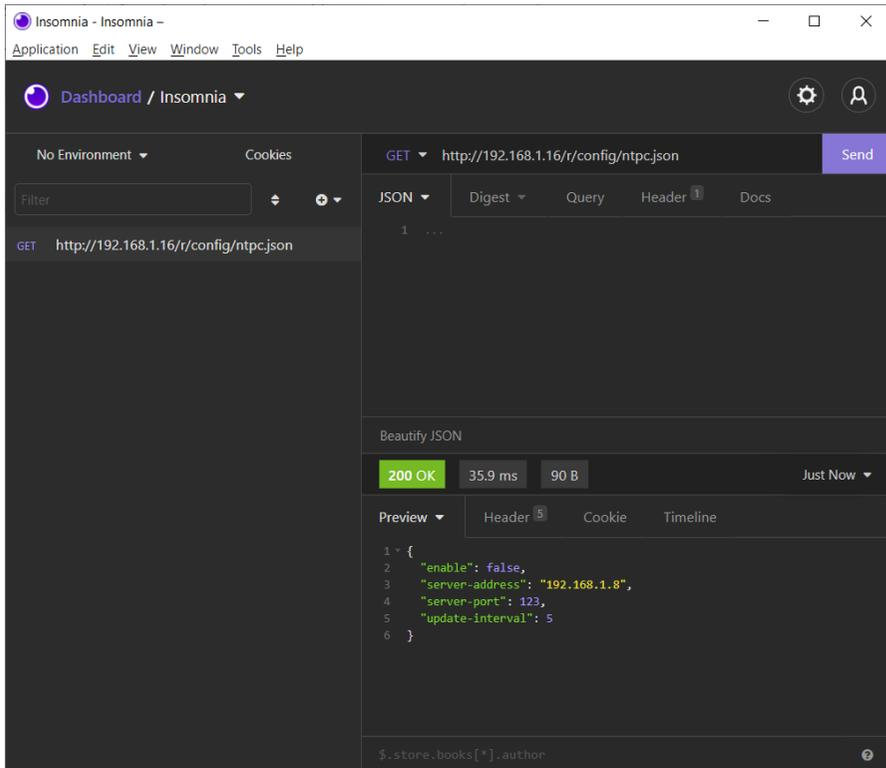 Insomnia - Insomnia –
Application Edit View Window Tools Help
Dashboard / Insomnia
No Environment Cookies
Filter
GET http://192.168.1.16/r/config/ntpc.json
GET http://192.168.1.16/r/config/ntpc.json Send
JSON Digest Query Header 1 Docs
1 ...
Beautify JSON
200 OK 35.9 ms 90 B Just Now
Preview Header 5 Cookie Timeline
1 {
2 "enable": false,
3 "server-address": "192.168.1.8",
4 "server-port": 123,
5 "update-interval": 5
6 }
$.store.books[*].author ?